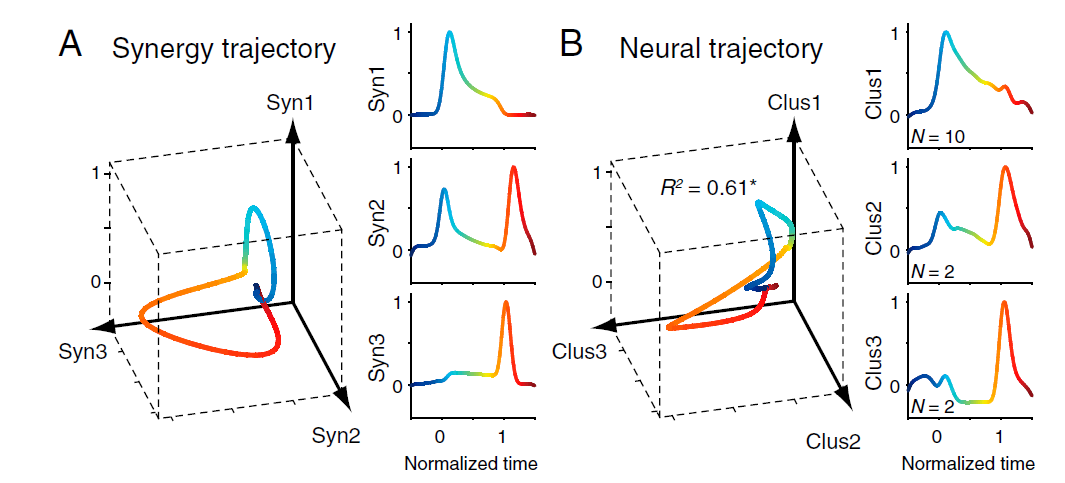 A Synergy trajectory
Syn1
1
0
Syn3
Syn2
Syn1
1
0
Syn2
1
0
Syn3
1
0
0 1
Normalized time
B Neural trajectory
Clus1
R² = 0.61*
1
0
Clus3
Clus2
Clus1
1
0
N = 10
Clus2
1
0
N = 2
Clus3
1
0
N = 2
0 1
Normalized time